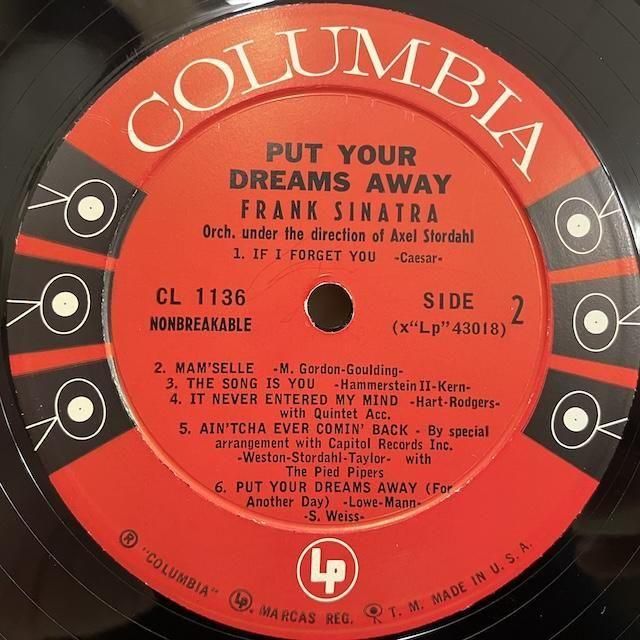 COLUMBIA
PUT YOUR
DREAMS AWAY
FRANK SINATRA
Orch. under the direction of Axel Stordahl
1. IF I FORGET YOU -Caesar-
CL 1136
NONBREAKABLE
SIDE 2
(x"Lp"43018)
2. MAM'SELLE -M. Gordon-Goulding-
3. THE SONG IS YOU -Hammerstein II-Kern-
4. IT NEVER ENTERED MY MIND -Hart-Rodgers-
with Quintet Acc.
5. AIN'TCHA EVER COMIN' BACK - By special
arrangement with Capitol Records Inc.
-Weston-Stordahl-Taylor- with
The Pied Pipers
6. PUT YOUR DREAMS AWAY (For
Another Day) -Lowe-Mann-
-S. Weiss-
Lp
® "COLUMBIA" Lp, MARCAS REG. T. M. MADE IN U. S. A.